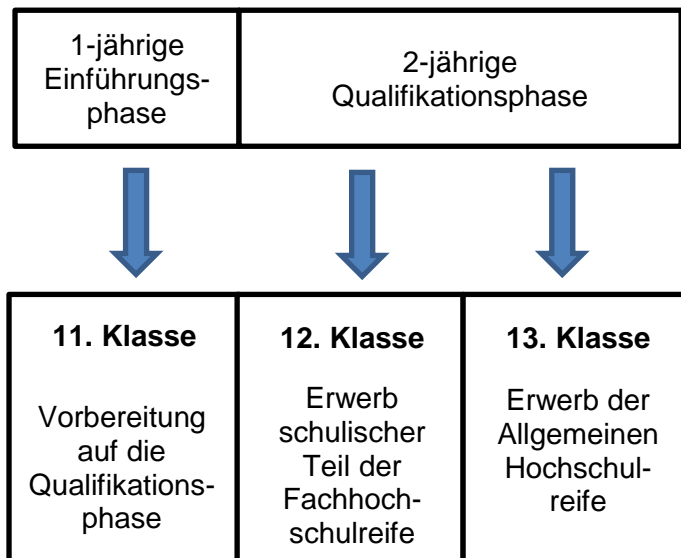 1-jährige
Einführungs-
phase
2-jährige
Qualifikationsphase
11. Klasse
Vorbereitung
auf die
Qualifikations-
phase
12. Klasse
Erwerb
schulischer
Teil der
Fachhoch-
schulreife
13. Klasse
Erwerb der
Allgemeinen
Hochschul-
reife